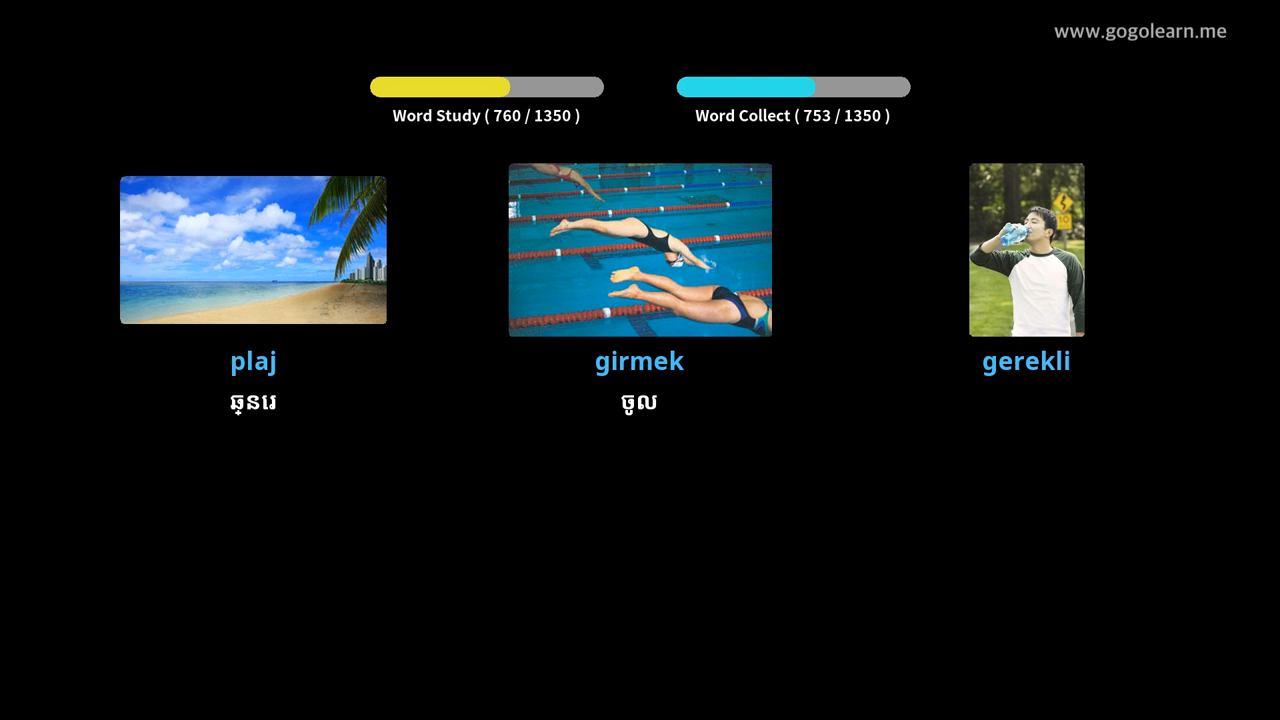 www.gogolearn.me
Word Study ( 760 / 1350 )
Word Collect ( 753 / 1350 )
plaj
girmek
gerekli
ឆ្នេរ
ចូល